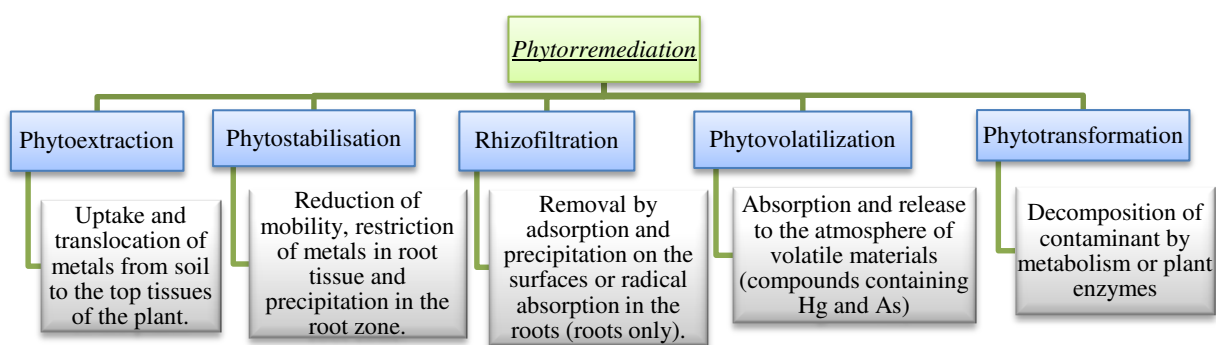 Phytorremediation
Phytoextraction
Uptake and
translocation of
metals from soil
to the top tissues
of the plant.
Phytostabilisation
Reduction of
mobility, restriction
of metals in root
tissue and
precipitation in the
root zone.
Rhizofiltration
Removal by
adsorption and
precipitation on the
surfaces or radical
absorption in the
roots (roots only).
Phytovolatilization
Absorption and release
to the atmosphere of
volatile materials
(compounds containing
Hg and As)
Phytotransformation
Decomposition of
contaminant by
metabolism or plant
enzymes